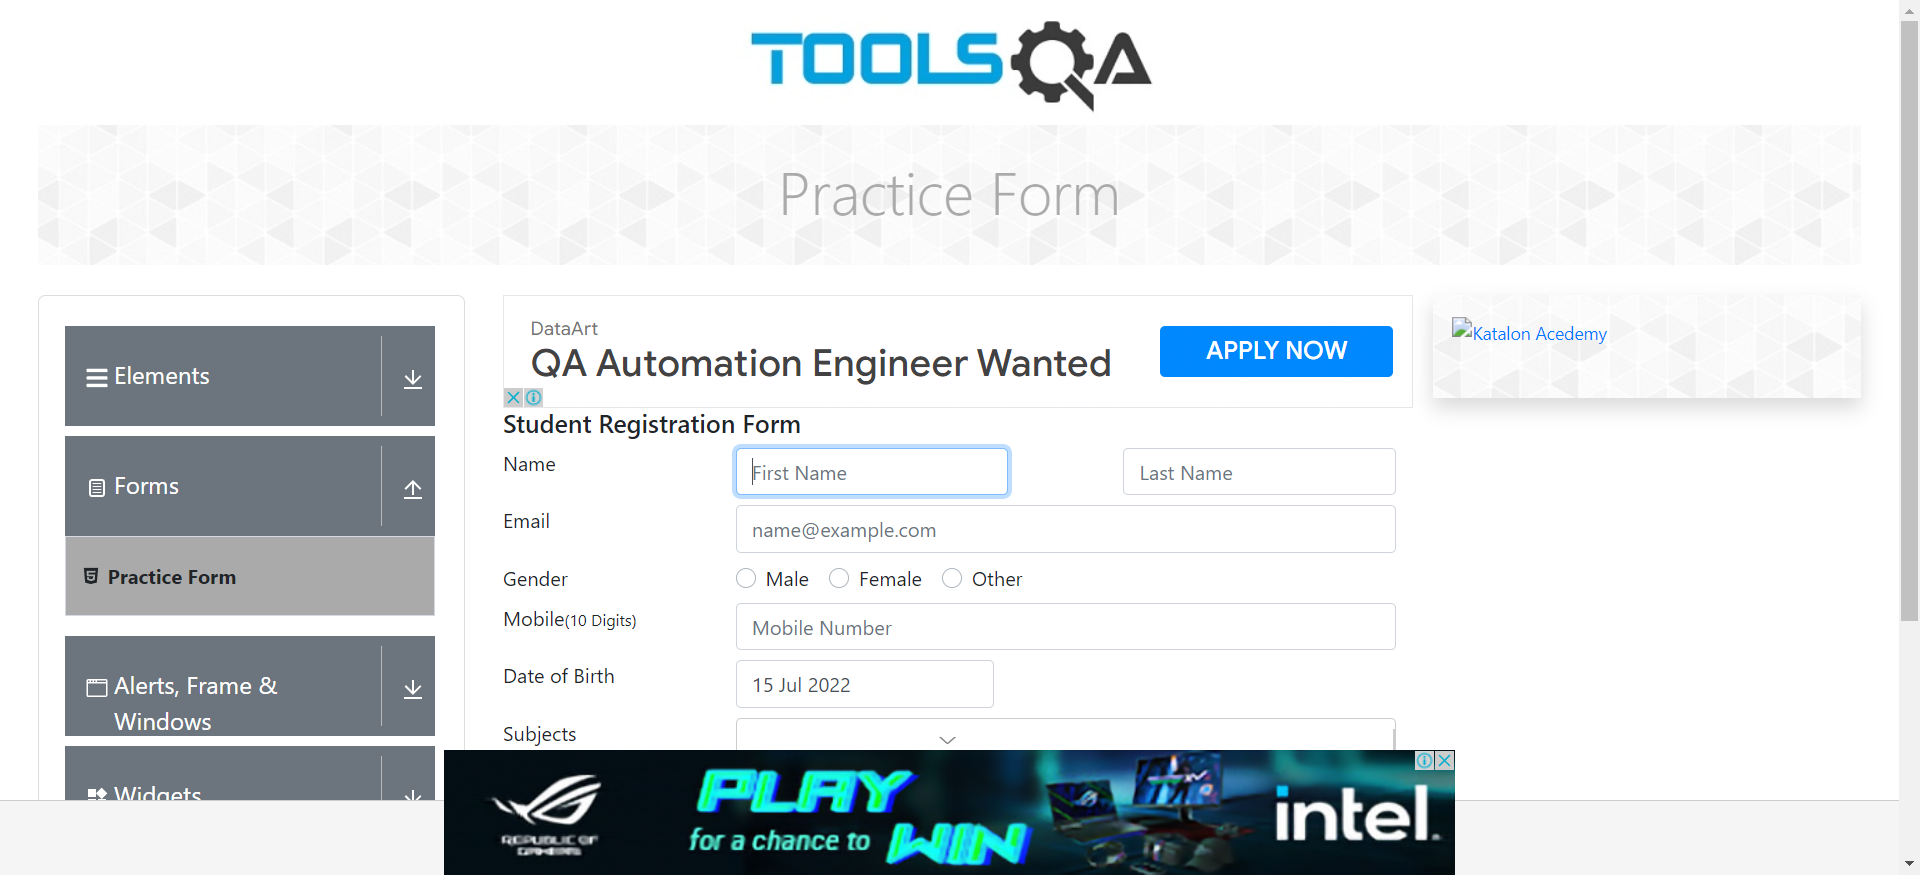 TOOLSQA
Practice Form
Elements
Forms
Practice Form
Alerts, Frame &
Windows
Widgets
DataArt
QA Automation Engineer Wanted
APPLY NOW
Katalon Acedemy
Student Registration Form
Name
First Name
Last Name
Email
name@example.com
Gender
Male
Female
Other
Mobile(10 Digits)
Mobile Number
Date of Birth
15 Jul 2022
Subjects
REPUBLIC OF
GAMERS
PLAY
for a chance to WIN
intel.